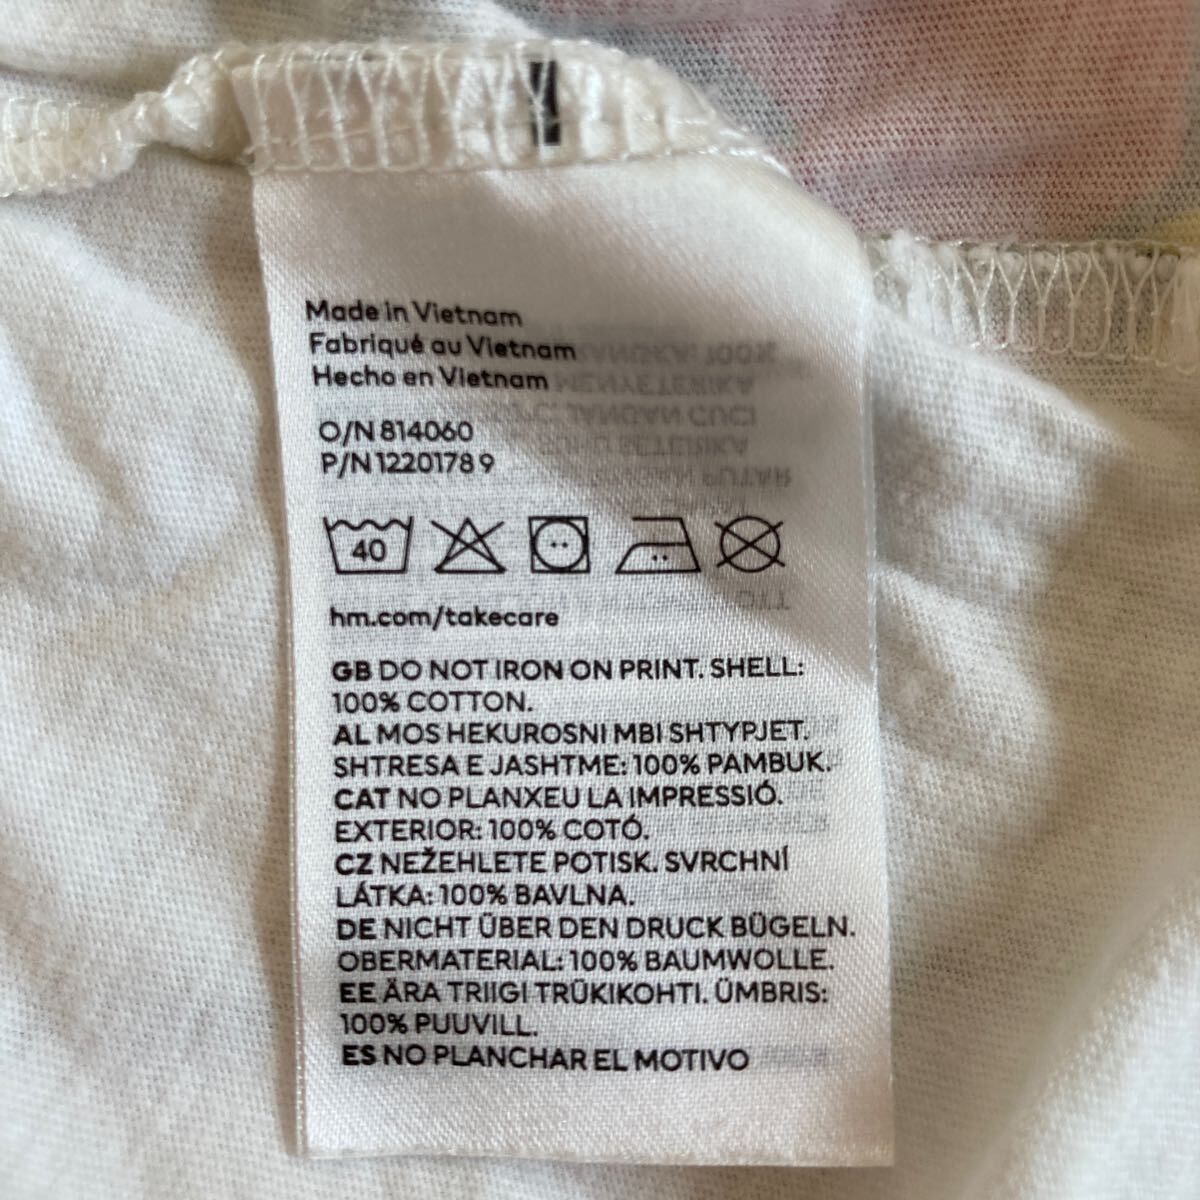 Made in Vietnam
Fabriqué au Vietnam
Hecho en Vietnam
O/N 814060
P/N 12201789
40
hm.com/takecare
GB DO NOT IRON ON PRINT. SHELL:
100% COTTON.
AL MOS HEKUROSNI MBI SHTYPJET.
SHTRESA E JASHTME: 100% PAMBUK.
CAT NO PLANXEU LA IMPRESSIÓ.
EXTERIOR: 100% COTÓ.
CZ NEŽEHLETE POTISK. SVRCHNÍ
LÁTKA: 100% BAVLNA.
DE NICHT ÜBER DEN DRUCK BÜGELN.
OBERMATERIAL: 100% BAUMWOLLE.
EE ÄRA TRIIGI TRÜKIKOHTI. ÜMBRIS:
100% PUUVILL.
ES NO PLANCHAR EL MOTIVO